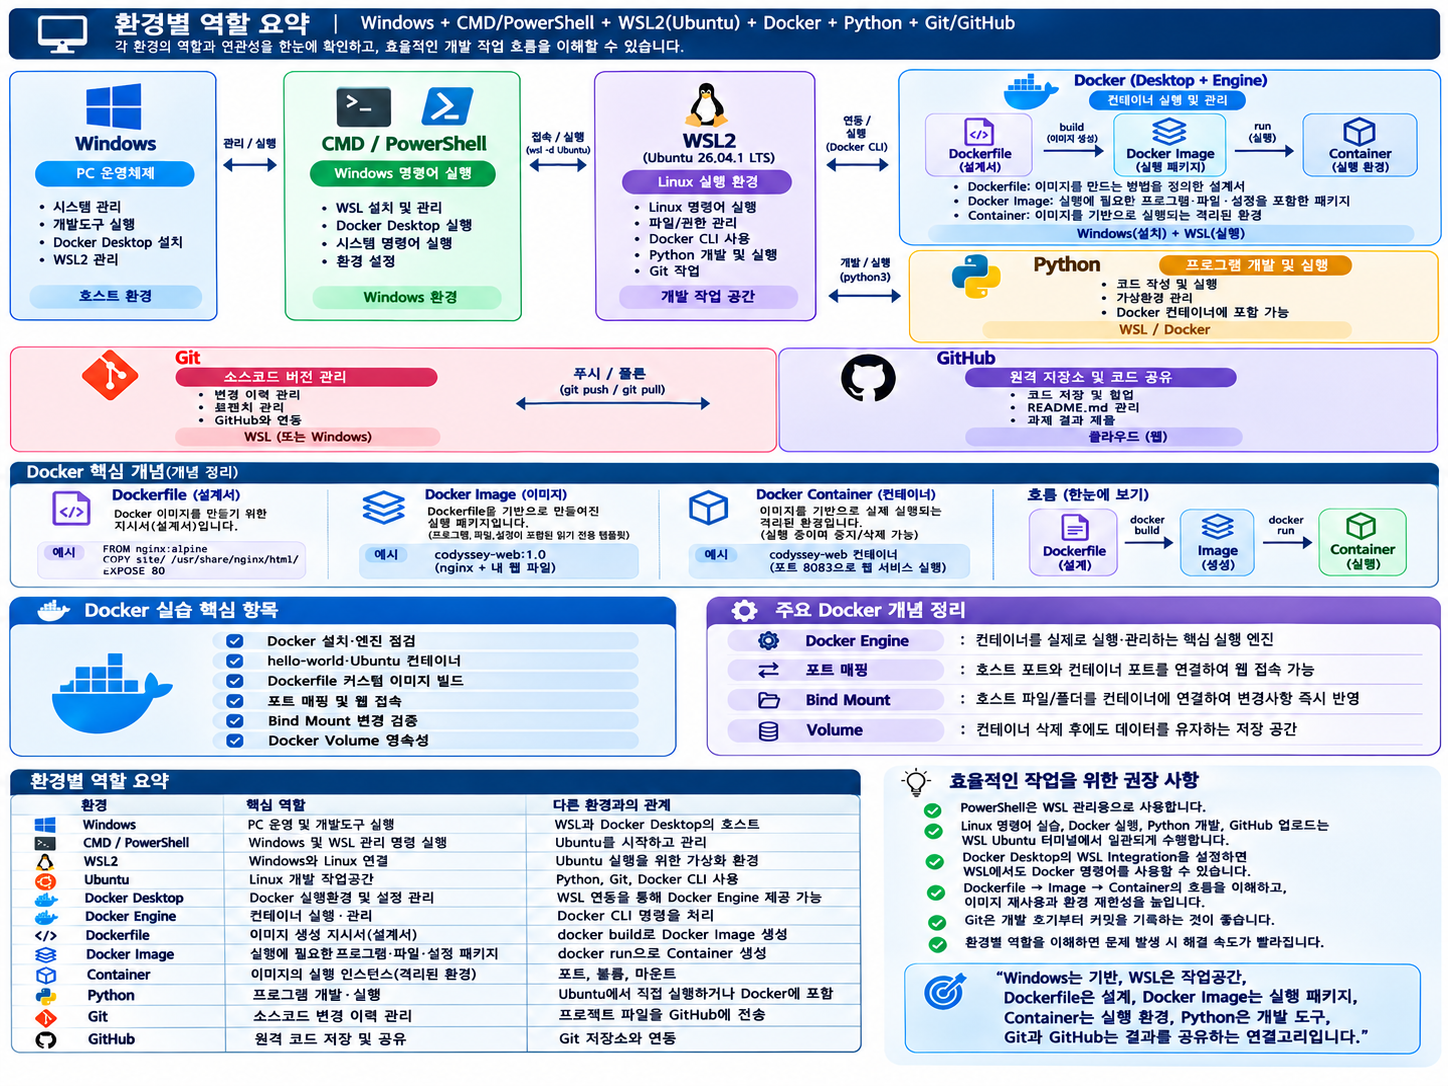 환경별 역할 요약 | Windows + CMD/PowerShell + WSL2(Ubuntu) + Docker + Python + Git/GitHub
각 환경의 역할과 연관성을 한눈에 확인하고, 효율적인 개발 작업 흐름을 이해할 수 있습니다.
Windows
PC 운영체제
• 시스템 관리
• 개발도구 실행
• Docker Desktop 설치
• WSL2 관리
호스트 환경
관리 / 실행
CMD / PowerShell
Windows 명령어 실행
• WSL 설치 및 관리
• Docker Desktop 실행
• 시스템 명령어 실행
• 환경 설정
Windows 환경
접속 / 실행
(wsl -d Ubuntu)
WSL2
(Ubuntu 26.04.1 LTS)
Linux 실행 환경
• Linux 명령어 실행
• 파일/권한 관리
• Docker CLI 사용
• Python 개발 및 실행
• Git 작업
개발 작업 공간
연동 /
실행
(Docker CLI)
Docker (Desktop + Engine)
컨테이너 실행 및 관리
Dockerfile
(설계서)
build
(이미지 생성)
Docker Image
(실행 패키지)
run
(실행)
Container
(실행 환경)
• Dockerfile: 이미지를 만드는 방법을 정의한 설계서
• Docker Image: 실행에 필요한 프로그램·파일·설정을 포함한 패키지
• Container: 이미지를 기반으로 실행되는 격리된 환경
Windows(설치) + WSL(실행)
개발 / 실행
(python3)
Python
프로그램 개발 및 심행
• 코드 작성 및 실행
• 가상환경 관리
• Docker 컨테이너에 포함 가능
WSL / Docker
Git
소스코드 버전 관리
• 변경 이력 관리
• 관리
• GitHub와 연동
WSL (또는 Windows)
푸시 / 풀른
(git push / git pull)
GitHub
원격 지장소 및 코드 공유
• 코드 저장 및 협업
• README.md 관리
• 과제 결과 제물
클라우드 (웹)
Docker 핵심 개념(개념 정리)
Dockerfile (설계서)
Docker 이미지를 만들기 위한
지시서(설계서)입니다.
예시
FROM nginx:alpine
COPY site/ /usr/share/nginx/html/
EXPOSE 80
Docker Image (이미지)
Dockerfile을 기반으로 만들어진
실행 패키지입니다.
(프로그램, 파일, 설정이 포함된 읽기 전용 템플릿)
예시
codyssey-web:1.0
(nginx + 내 웹 파일)
Docker Container (컨테이너)
이미지를 기반으로 실제 실행되는
격리된 환경입니다.
(실행 중이며 중지/삭제 가능)
예시
codyssey-web 컨테이너
(포트 8083으로 웹 서비스 실행)
흐름 (한눈에 보기)
Dockerfile
(설계)
docker
build
Image
(생성)
docker
run
Container
(실행)
Docker 실습 핵심 항목
Docker 설치·엔진 점검
hello-world·Ubuntu 컨테이너
Dockerfile 커스텀 이미지 빌드
포트 매핑 및 웹 접속
Bind Mount 변경 검증
Docker Volume 영속성
주요 Docker 개념 정리
Docker Engine : 컨테이너를 실제로 실행·관리하는 핵심 실행 엔진
포트 매핑 : 호스트 포트와 컨테이너 포트를 연결하여 웹 접속 가능
Bind Mount : 호스트 파일/폴더를 컨테이너에 연결하여 변경사항 즉시 반영
Volume : 컨테이너 삭제 후에도 데이터를 유자하는 저장 공간
환경별 역할 요약
환경 핵심 역할 다른 환경과의 관계
Windows PC 운영 및 개발도구 실행 WSL과 Docker Desktop의 호스트
CMD / PowerShell Windows 및 WSL 관리 명령 실행 Ubuntu를 시작하고 관리
WSL2 Windows와 Linux 연결 Ubuntu 실행을 위한 가상화 환경
Ubuntu Linux 개발 작업공간 Python, Git, Docker CLI 사용
Docker Desktop Docker 실행환경 및 설정 관리 WSL 연동을 통해 Docker Engine 제공 가능
Docker Engine 컨테이너 실행 · 관리 Docker CLI 명령을 처리
Dockerfile 이미지 생성 지시서(설계서) docker build로 Docker Image 생성
Docker Image 실행에 필요한 프로그램·파일·설정 패키지 docker run으로 Container 생성
Container 이미지의 실행 인스턴스(격리된 환경) 포트, 볼륨, 마운트
Python 프로그램 개발 · 실행 Ubuntu에서 직접 실행하거나 Docker에 포함
Git 소스코드 변경 이력 관리 프로젝트 파일을 GitHub에 전송
GitHub 원격 코드 저장 및 공유 Git 저장소와 연동
효율적인 작업을 위한 권장 사항
PowerShell은 WSL 관리용으로 사용합니다.
Linux 명령어 실습, Docker 실행, Python 개발, GitHub 업로드는
WSL Ubuntu 터미널에서 일관되게 수행합니다.
Docker Desktop의 WSL Integration을 설정하면
WSL에서도 Docker 명령어를 사용할 수 있습니다.
Dockerfile → Image → Container의 흐름을 이해하고,
이미지 재사용과 환경 재한성을 높입니다.
Git은 개발 호기부터 커밋을 기록하는 것이 좋습니다.
환경별 역할을 이해하면 문제 발생 시 해결 속도가 빨라집니다.
“Windows는 기반, WSL은 작업공간,
Dockerfile은 설계, Docker Image는 실행 패키지,
Container는 실행 환경, Python은 개발 도구,
Git과 GitHub는 결과를 공유하는 연결고리입니다.”